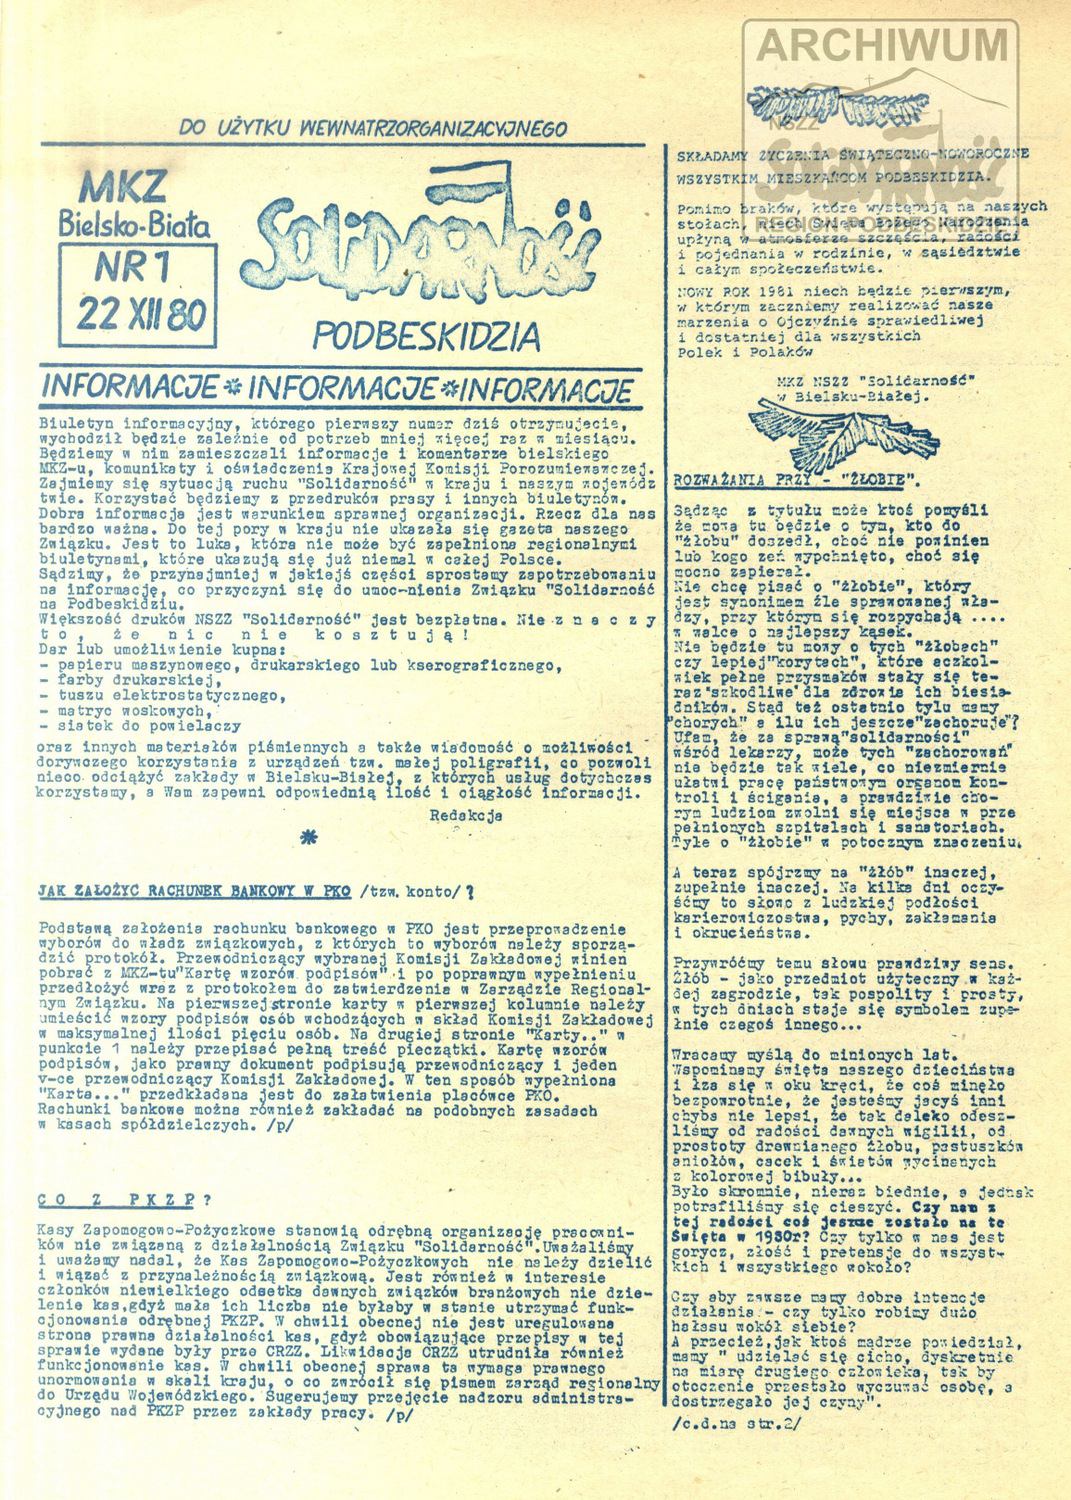 ARCHIWUM
NSZZ
Solidarność
REGION PODBESKIDZIE
DO UŻYTKU WEWNATRZORGANIZACYJNEGO
MKZ
Bielsko-Biała
NR 1
22 XII 80
SOLIDARNOŚĆ
PODBESKIDZIA
INFORMACJE * INFORMACJE * INFORMACJE
Biuletyn informacyjny, którego pierwszy numer dziś otrzymujecie,
wychodził będzie zależnie od potrzeb mniej więcej raz w miesiącu.
Będziemy w nim zamieszczali informacje i komentarze bielskiego
MKZ-u, komunikaty i oświadczenia Krajowej Komisji Porozumiewawczej.
Zajmiemy się sytuacją ruchu "Solidarność" w kraju i naszym wojewódz
twie. Korzystać będziemy z przedruków prasy i innych biuletynów.
Dobra informacja jest warunkiem sprawnej organizacji. Rzecz dla nas
bardzo ważna. Do tej pory w kraju nie ukazała się gazeta naszego
Związku. Jest to luka, która nie może być zapełniona regionalnymi
biuletynami, które ukazują się już niemal w całej Polsce.
Sądzimy, że przynajmniej w jakiejś części sprostamy zapotrzebowaniu
na informację, co przyczyni się do umoc-nienia Związku "Solidarność
na Podbeskidziu.
Większość druków NSZZ "Solidarność" jest bezpłatna. Nie z n a c z y
t o , ż e n i c n i e k o s z t u j ą !
Dar lub umożliwienie kupna:
- papieru maszynowego, drukarskiego lub kserograficznego,
- farby drukarskiej,
- tuszu elektrostatycznego,
- matryc woskowych,
- siatek do powielaczy
oraz innych materiałów piśmiennych a także wiadomość o możliwości
dorywczego korzystania z urządzeń tzw. małej poligrafii, co pozwoli
nieco odciążyć zakłady w Bielsku-Białej, z których usług dotychczas
korzystamy, a Wam zapewni odpowiednią ilość i ciągłość informacji.
Redakcja
*
JAK ZAŁOŻYC RACHUNEK BANKOWY W PKO /tzw. konto/ ?
Podstawą założenia rachunku bankowego w PKO jest przeprowadzenie
wyborów do władz związkowych, z których to wyborów należy sporzą-
dzić protokół. Przewodniczący wybranej Komisji Zakładowej winien
pobrać z MKZ-tu"Kartę wzorów podpisów" i po poprawnym wypełnieniu
przedłożyć wraz z protokołem do zatwierdzenia w Zarządzie Regional-
nym Związku. Na pierwszej stronie karty w pierwszej kolumnie należy
umieścić wzory podpisów osób wchodzących w skład Komisji Zakładowej
w maksymalnej ilości pięciu osób. Na drugiej stronie "Karty.." w
punkcie 1 należy przepisać pełną treść pieczątki. Kartę wzorów
podpisów, jako prawny dokument podpisują przewodniczący i jeden
v-ce przewodniczący Komisji Zakładowej. W ten sposób wypełniona
"Karta..." przedkładana jest do załatwienia placówce PKO.
Rachunki bankowe można również zakładać na podobnych zasadach
w kasach spółdzielczych. /p/
C O Z P K Z P ?
Kasy Zapomogowo-Pożyczkowe stanowią odrębną organizację pracowni-
ków nie związaną z działalnością Związku "Solidarność".Uważaliśmy
i uważamy nadal, że Kas Zapomogowo-Pożyczkowych nie należy dzielić
i wiązać z przynależnością związkową. Jest również w interesie
członków niewielkiego odsetka dawnych związków branżowych nie dzie-
lenie kas,gdyż mała ich liczba nie byłaby w stanie utrzymać funk-
cjonowania odrębnej PKZP. W chwili obecnej nie jest uregulowana
strona prawna działalności kas, gdyż obowiązujące przepisy w tej
sprawie wydane były prze CRZZ. Likwidacja CRZZ utrudniła również
funkcjonowanie kas. W chwili obecnej sprawa ta wymaga prawnego
unormowania w skali kraju, o co zwrócił się pismem zarząd regionalny
do Urzędu Wojewódzkiego. Sugerujemy przejęcie nadzoru administra-
cyjnego nad PKZP przez zakłady pracy. /p/
SKŁADAMY ŻYCZENIA ŚWIĄTECZNO-NOWOROCZNE
WSZYSTKIM MIESZKAŃCOM PODBESKIDZIA.
Pomimo braków, które występują na naszych
stołach, niech Święta Bożego Narodzenia
upłyną w atmosferze szczęścia, radości
i pojednania w rodzinie, w sąsiedztwie
i całym społeczeństwie.
NOWY ROK 1981 niech będzie pierwszym,
w którym zaczniemy realizować nasze
marzenia o Ojczyźnie sprawiedliwej
i dostatniej dla wszystkich
Polek i Polaków
MKZ NSZZ "Solidarność"
w Bielsku-Białej.
ROZWAŻANIA PRZY - "ŻŁOBIE".
Sądząc z tytułu może ktoś pomyśli
że mowa tu będzie o tym, kto do
"żłobu" doszedł, choć nie powinien
lub kogo zeń wypchnięto, choć się
mocno zapierał.
Nie chcę pisać o "żłobie", który
jest synonimem źle sprawowanej wła-
dzy, przy którym się rozpychają ....
w walce o najlepszy kąsek.
Nie będzie tu mowy o tych "żłobach"
czy lepiej"korytach", które aczkol-
wiek pełne przysmaków stały się te-
raz"szkodliwe"dla zdrowia ich biesia-
dników. Stąd też ostatnio tylu mamy
"chorych" a ilu ich jeszcze"zachoruje"?
Ufam, że za sprawą"solidarności"
wśród lekarzy, może tych "zachorowań"
nie będzie tak wiele, co niezmiernie
ułatwi pracę państwowym organom kon-
troli i ścigania, a prawdziwie cho-
rym ludziom zwolni się miejsca w prze
pełnionych szpitalach i sanatoriach.
Tyle o "żłobie" w potocznym znaczeniu.
A teraz spójrzmy na "żłób" inaczej,
zupełnie inaczej. Na kilka dni oczy-
śćmy to słowo z ludzkiej podłości
karierowiczostwa, pychy, zakłamania
i okrucieństwa.
Przywróćmy temu słowu prawdziwy sens.
Żłób - jako przedmiot użyteczny w każ-
dej zagrodzie, tak pospolity i prosty,
w tych dniach staje się symbolem zupe-
łnie czegoś innego...
Wracamy myślą do minionych lat.
Wspominamy święta naszego dzieciństwa
i łza się w oku kręci, że coś minęło
bezpowrotnie, że jesteśmy jacyś inni
chyba nie lepsi, że tak daleko odesz-
liśmy od radości dawnych wigilii, od
prostoty drewnianego żłobu, pastuszków
aniołów, cacek i światów wycinanych
z kolorowej bibuły...
Było skromnie, nieraz biednie, a jednak
potrafiliśmy się cieszyć. Czy nam z
tej radości coś jeszcze zostało na te
Święta w 1980r? Czy tylko w nas jest
gorycz, złość i pretensje do wszyst-
kich i wszystkiego wokoło?
Czy aby zawsze mamy dobre intencje
działania - czy tylko robimy dużo
hałasu wokół siebie?
A przecież,jak ktoś mądrze powiedział,
mamy " udzielać się cicho, dyskretnie
na miarę drugiego człowieka, tak by
otoczenie przestało wyczuwać osobę, a
dostrzegało jej czyny".
/c.d.na str.2/